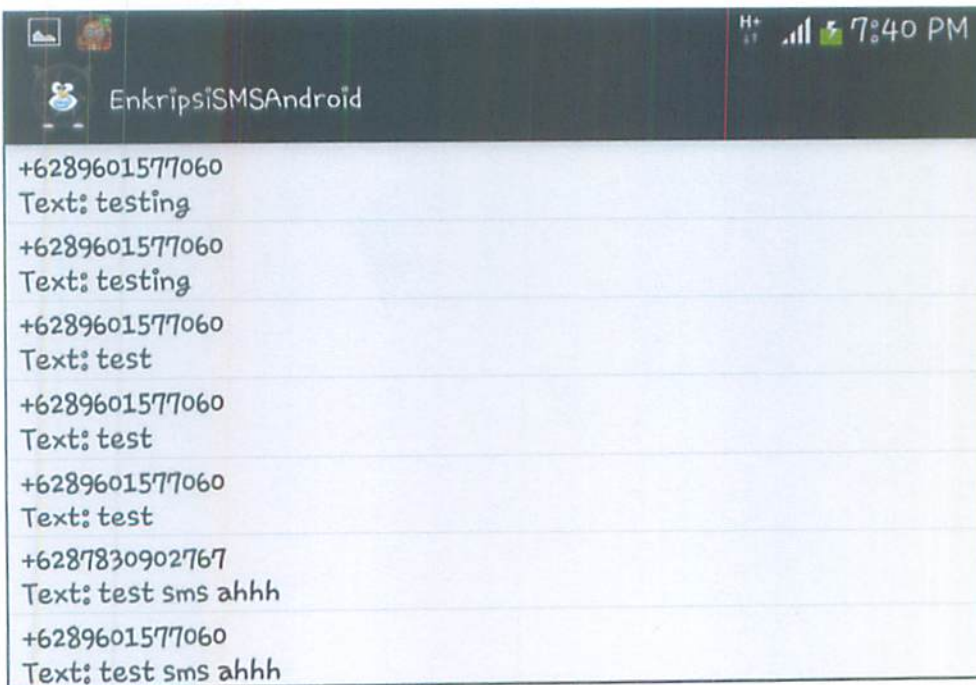 H+ 7:40 PM
EnkripsiSMSAndroid
+6289601577060
Text: testing
+6289601577060
Text: testing
+6289601577060
Text: test
+6289601577060
Text: test
+6289601577060
Text: test
+6287830902767
Text: test sms ahhh
+6289601577060
Text: test sms ahhh